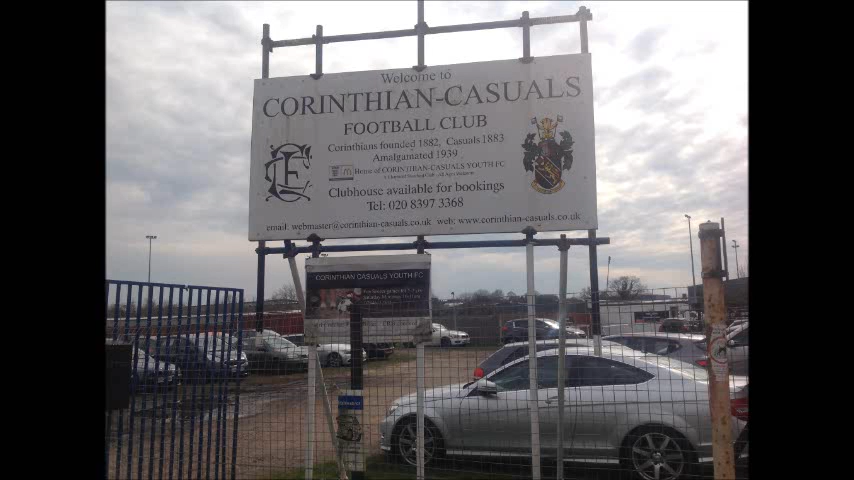 Welcome to
CORINTHIAN-CASUALS
FOOTBALL CLUB
Corinthians founded 1882, Casuals 1883
Amalgamated 1939
Home of CORINTHIAN-CASUALS YOUTH FC
Clubhouse available for bookings
Tel: 020 8397 3368
email: webmaster@corinthian-casuals.co.uk web: www.corinthian-casuals.co.uk
CORINTHIAN CASUALS YOUTH FC